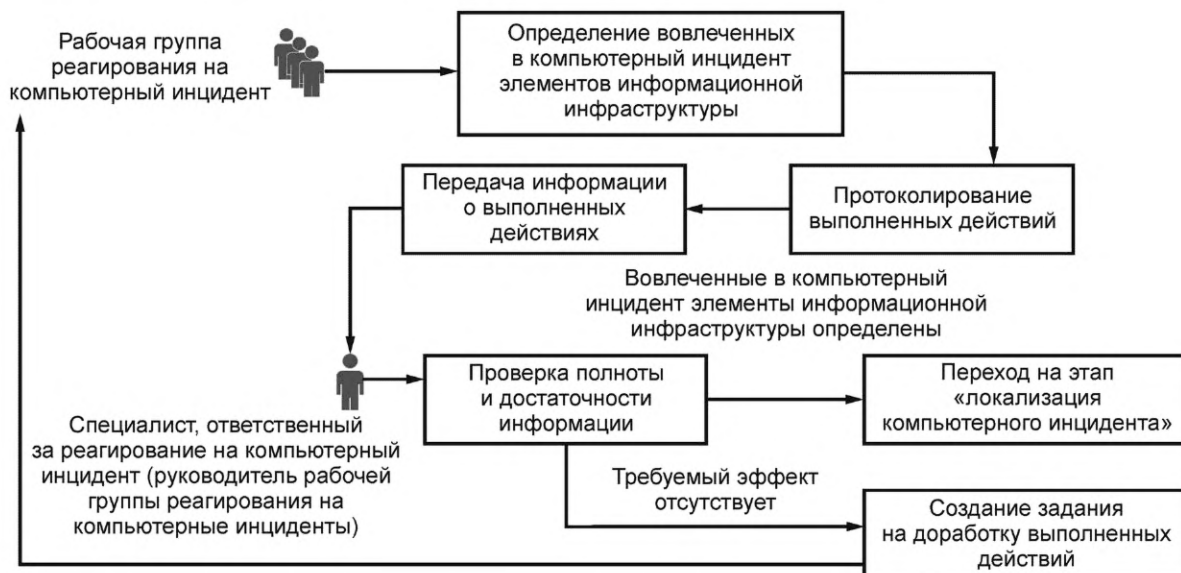 Рабочая группа
реагирования на
компьютерный инцидент
Определение вовлеченных
в компьютерный инцидент
элементов информационной
инфраструктуры
Передача информации
о выполненных
действиях
Протоколирование
выполненных действий
Вовлеченные в компьютерный
инцидент элементы информационной
инфраструктуры определены
Специалист, ответственный
за реагирование на компьютерный
инцидент (руководитель рабочей
группы реагирования на
компьютерные инциденты)
Проверка полноты
и достаточности
информации
Переход на этап
«локализация
компьютерного инцидента»
Требуемый эффект
отсутствует
Создание задания
на доработку выполненных
действий